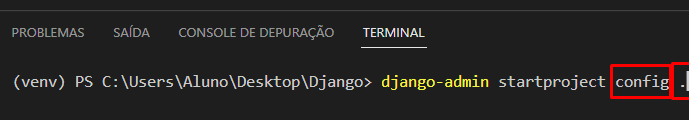 PROBLEMAS SAÍDA CONSOLE DE DEPURAÇÃO TERMINAL
(venv) PS C:\Users\Aluno\Desktop\Django> django-admin startproject config .